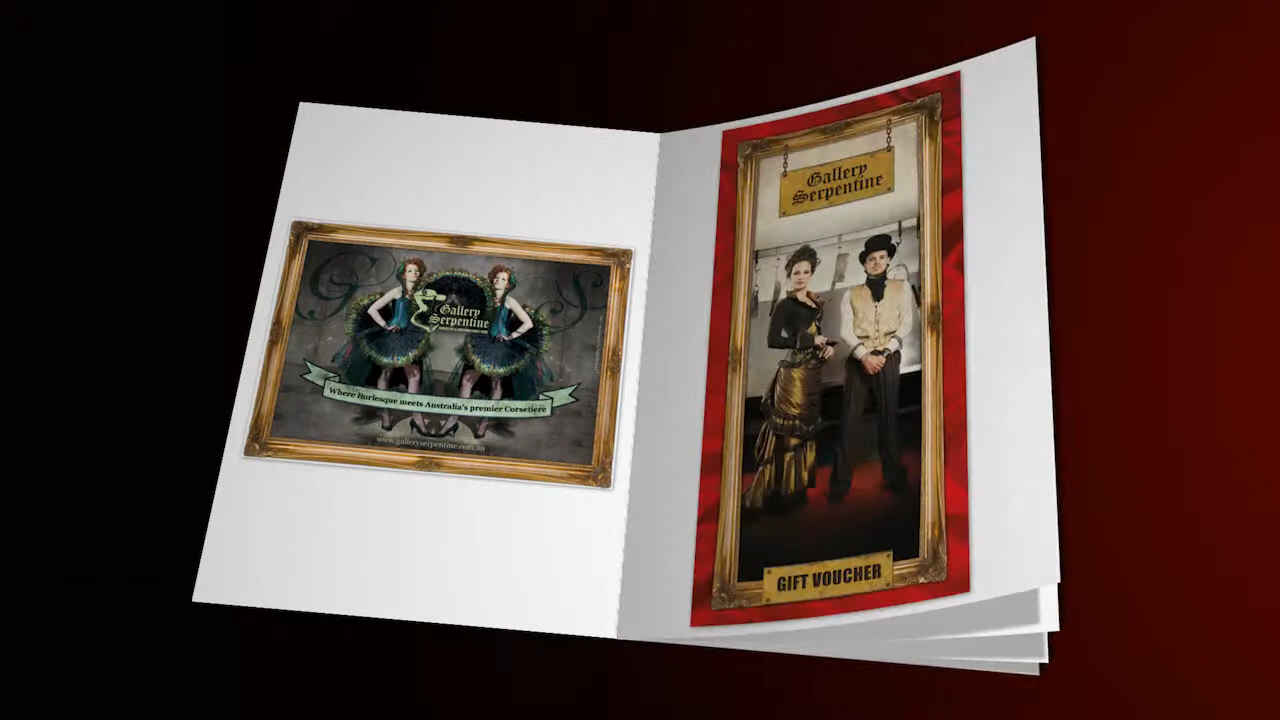 Gallery
Serpentine
Where Burlesque meets Australia's premier Corsetiere
www.galleryserpentine.com.au
Gallery
Serpentine
GIFT VOUCHER